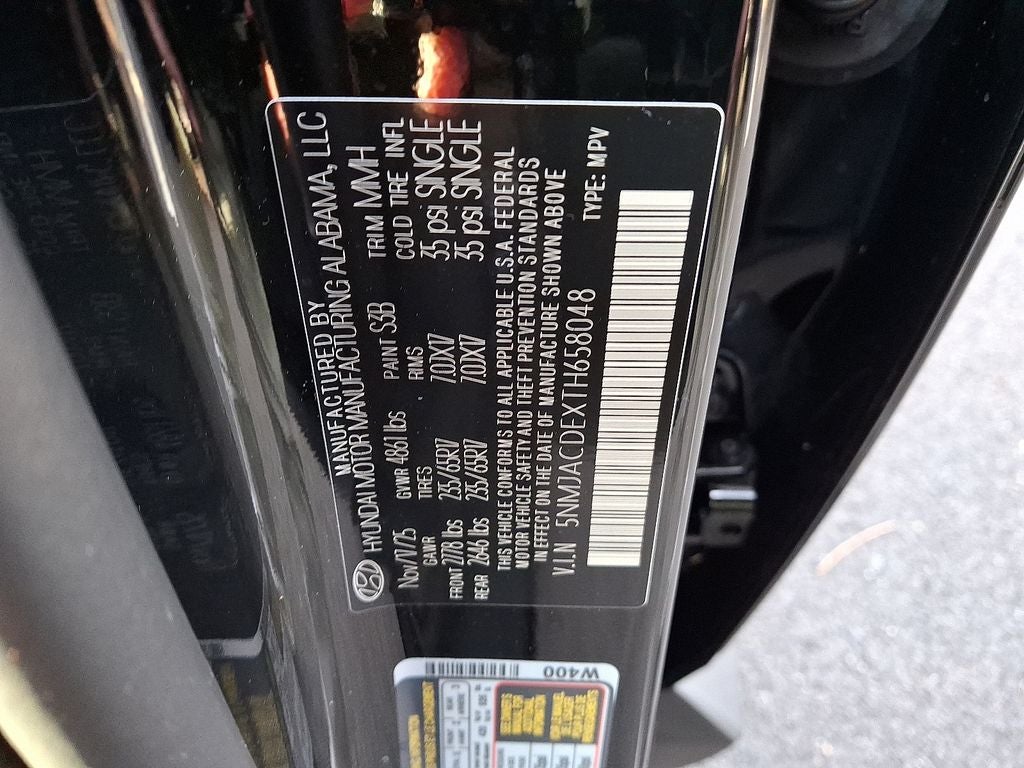 MANUFACTURED BY
HYUNDAI MOTOR MANUFACTURING ALABAMA, LLC
Nov/17/25 GVWR 4861 lbs PAINT S3B TRIM MMH
GAWR TIRES RIMS COLD TIRE INFL
FRONT 2778 lbs 235/65R17 7.0JX17 35 psi SINGLE
REAR 2646 lbs 235/65R17 7.0JX17 35 psi SINGLE
THIS VEHICLE CONFORMS TO ALL APPLICABLE U.S.A. FEDERAL
MOTOR VEHICLE SAFETY AND THEFT PREVENTION STANDARDS
IN EFFECT ON THE DATE OF MANUFACTURE SHOWN ABOVE
V.I.N 5NMJACDEXTH658048 TYPE: MPV
W400